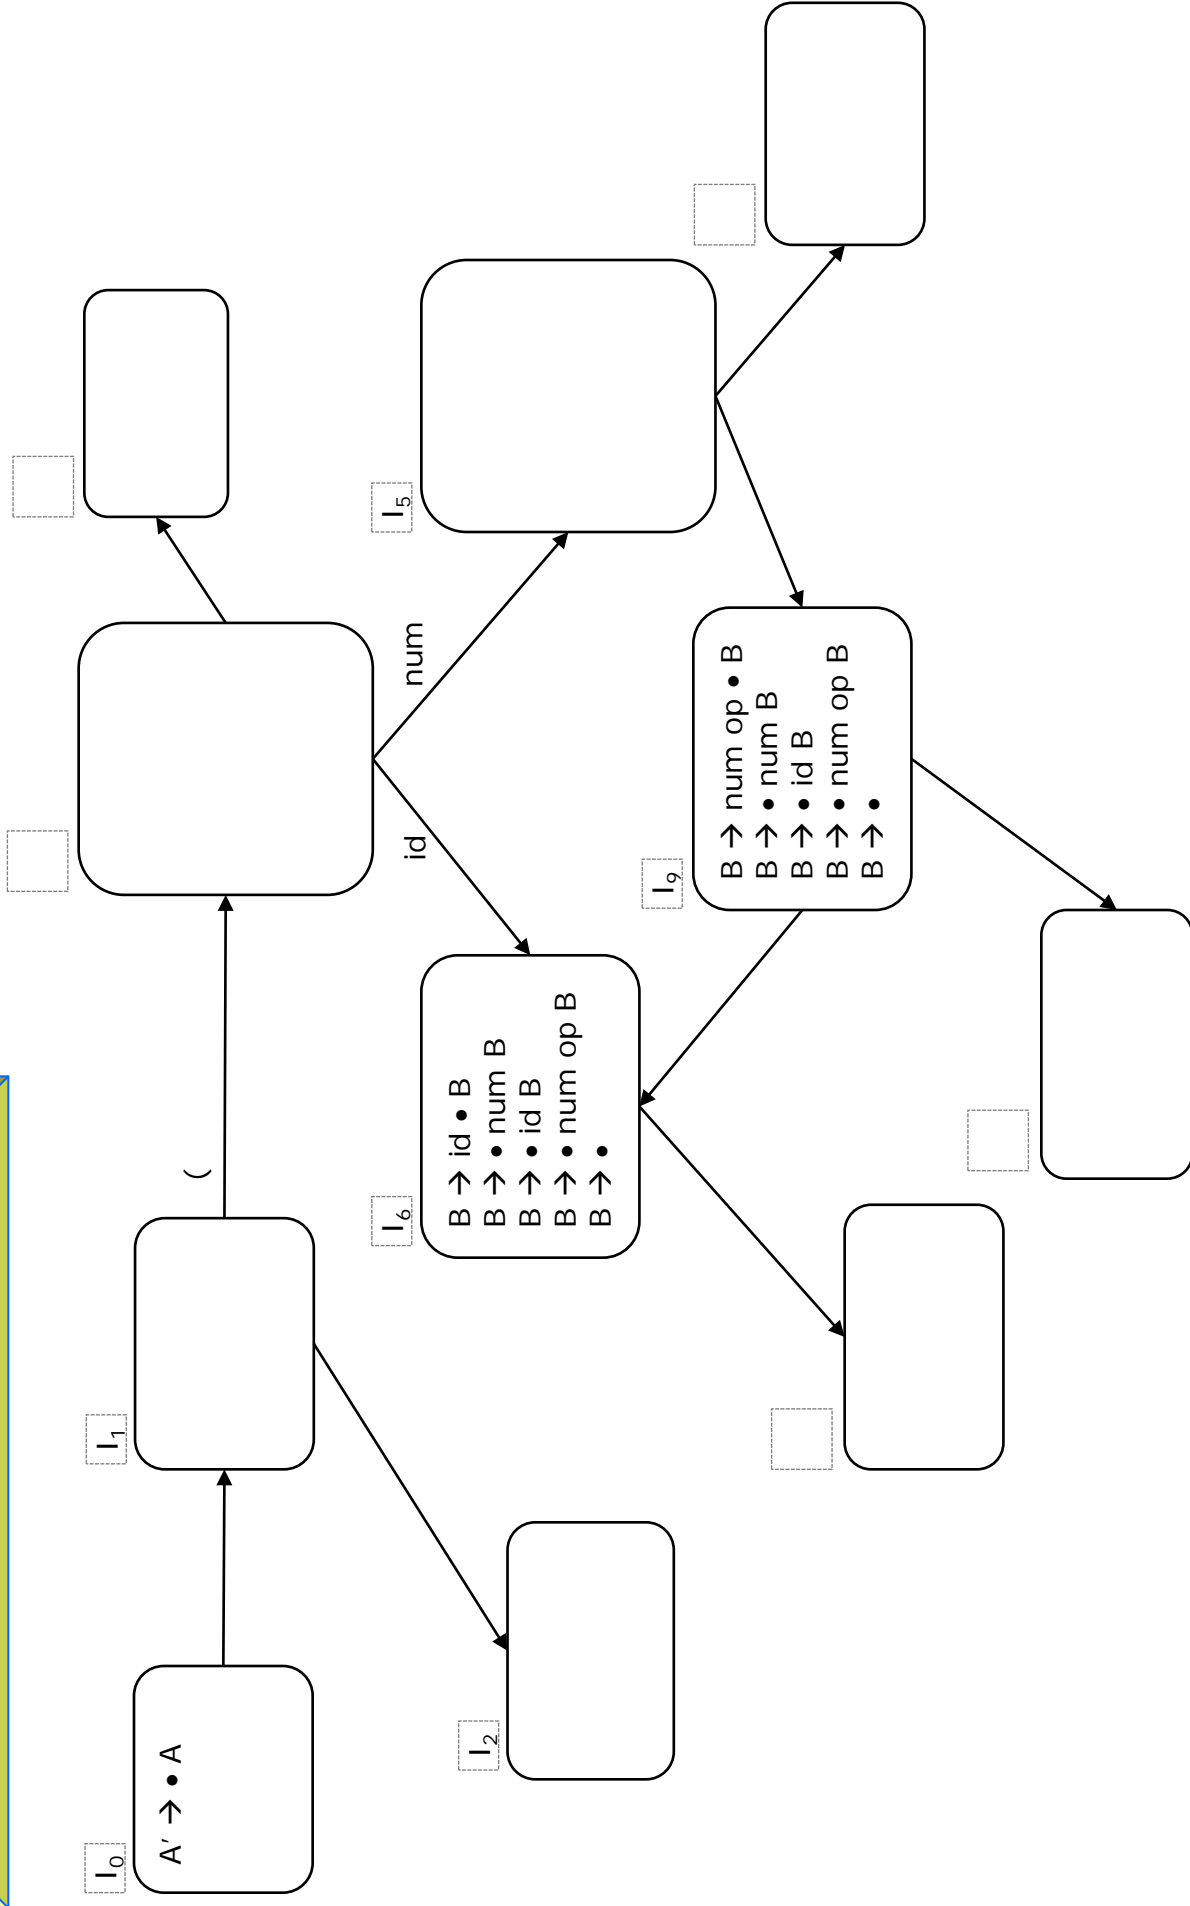 I0
A′ → • A
I1
(
I2
id
num
I6
B → id • B
B → • num B
B → • id B
B → • num op B
B → •
I5
I9
B → num op • B
B → • num B
B → • id B
B → • num op B
B → •